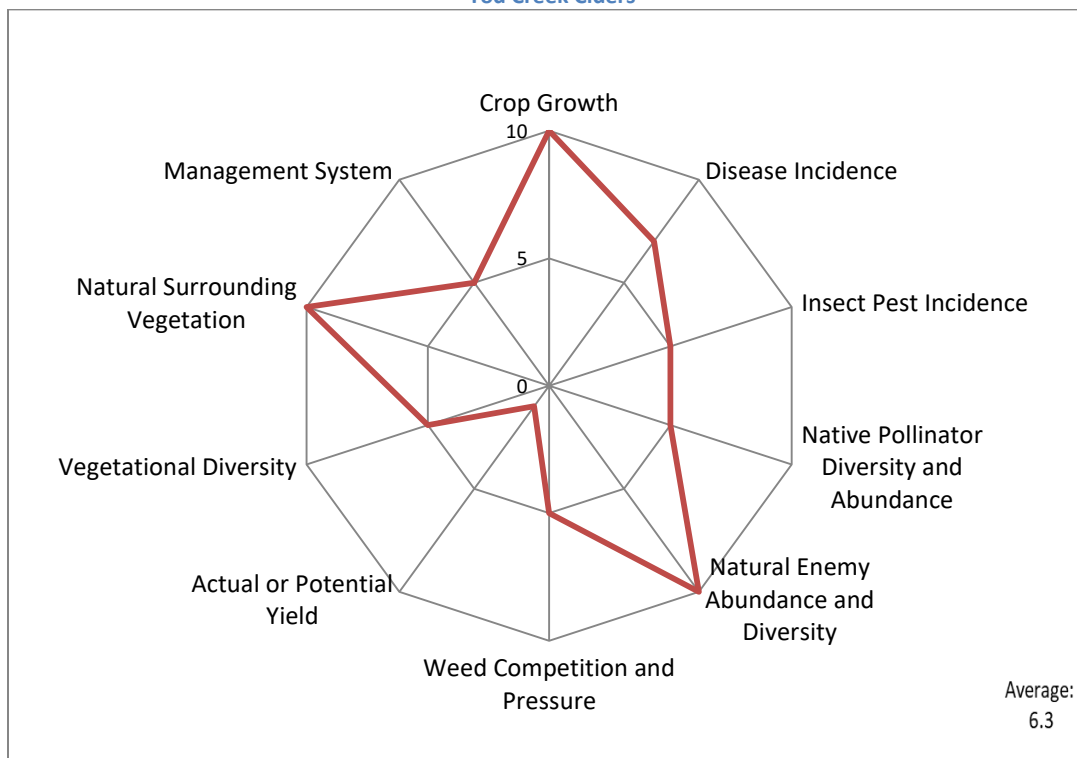 Crop Growth
10
Disease Incidence
Management System
5
Natural Surrounding
Vegetation
Insect Pest Incidence
0
Native Pollinator
Diversity and
Abundance
Vegetational Diversity
Natural Enemy
Abundance and
Diversity
Actual or Potential
Yield
Weed Competition and
Pressure
Average:
6.3